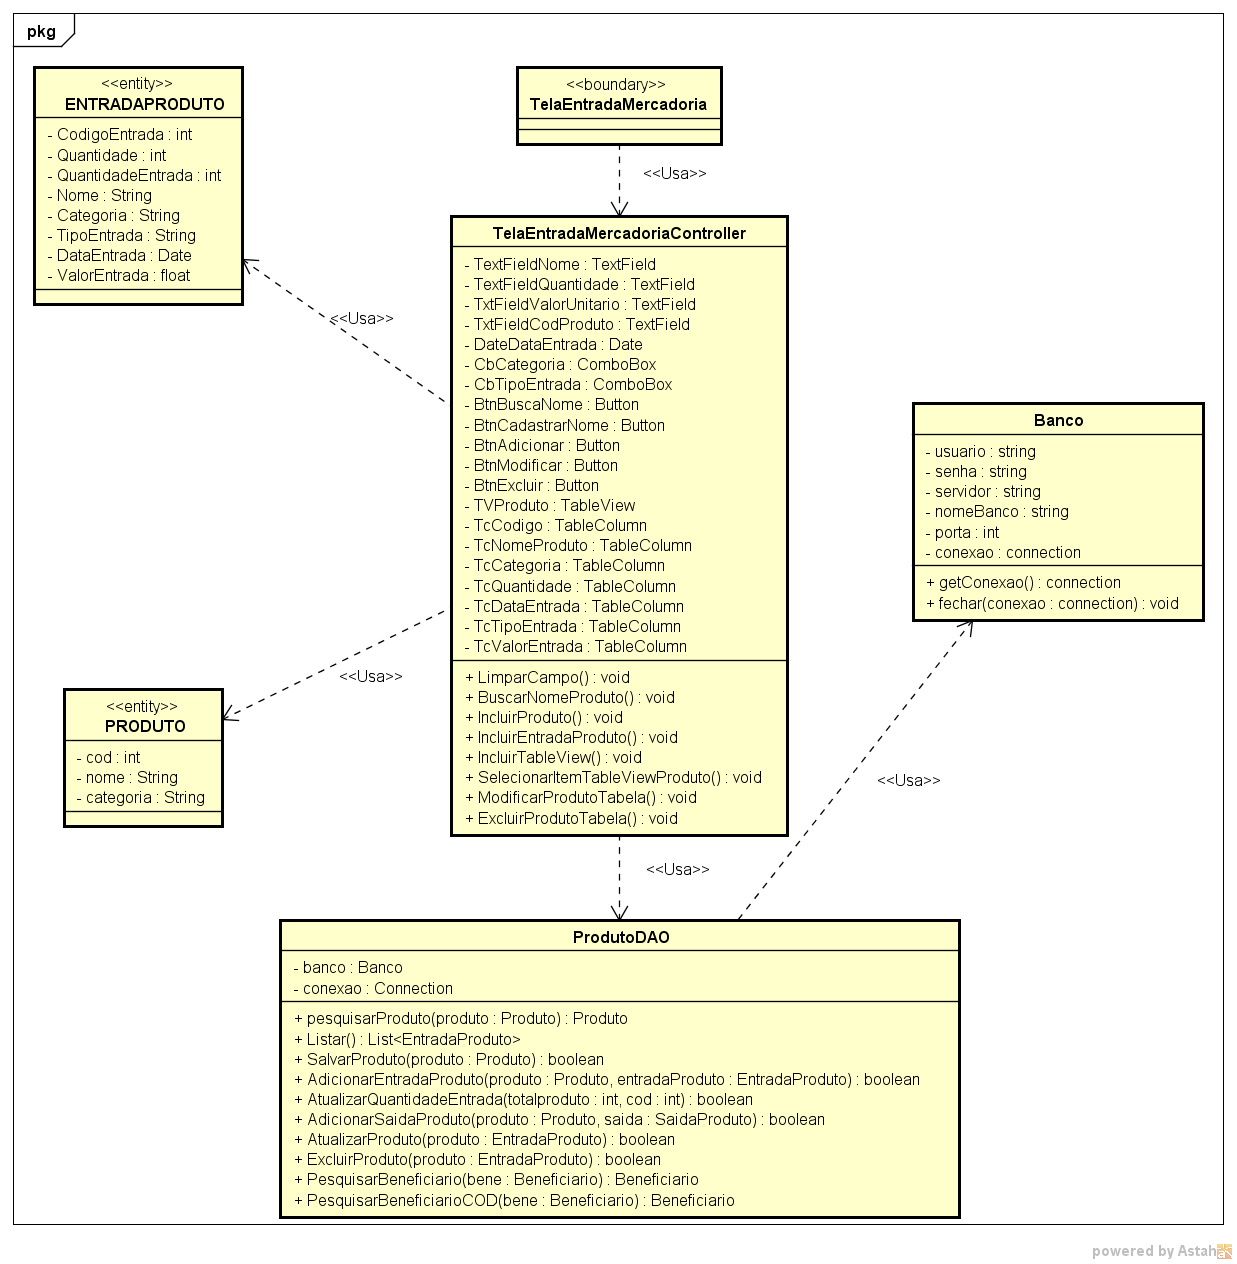 pkg
<<entity>>
ENTRADAPRODUTO
- CodigoEntrada : int
- Quantidade : int
- QuantidadeEntrada : int
- Nome : String
- Categoria : String
- TipoEntrada : String
- DataEntrada : Date
- ValorEntrada : float
<<boundary>>
TelaEntradaMercadoria
<<Usa>>
TelaEntradaMercadoriaController
- TextFieldNome : TextField
- TextFieldQuantidade : TextField
- TxtFieldValorUnitario : TextField
- TxtFieldCodProduto : TextField
- DateDataEntrada : Date
- CbCategoria : ComboBox
- CbTipoEntrada : ComboBox
- BtnBuscaNome : Button
- BtnCadastrarNome : Button
- BtnAdicionar : Button
- BtnModificar : Button
- BtnExcluir : Button
- TVProduto : TableView
- TcCodigo : TableColumn
- TcNomeProduto : TableColumn
- TcCategoria : TableColumn
- TcQuantidade : TableColumn
- TcDataEntrada : TableColumn
- TcTipoEntrada : TableColumn
- TcValorEntrada : TableColumn
+ LimparCampo() : void
+ BuscarNomeProduto() : void
+ IncluirProduto() : void
+ IncluirEntradaProduto() : void
+ IncluirTableView() : void
+ SelecionarItemTableViewProduto() : void
+ ModificarProdutoTabela() : void
+ ExcluirProdutoTabela() : void
<<Usa>>
<<Usa>>
<<entity>>
PRODUTO
- cod : int
- nome : String
- categoria : String
Banco
- usuario : string
- senha : string
- servidor : string
- nomeBanco : string
- porta : int
- conexao : connection
+ getConexao() : connection
+ fechar(conexao : connection) : void
<<Usa>>
<<Usa>>
ProdutoDAO
- banco : Banco
- conexao : Connection
+ pesquisarProduto(produto : Produto) : Produto
+ Listar() : List<EntradaProduto>
+ SalvarProduto(produto : Produto) : boolean
+ AdicionarEntradaProduto(produto : Produto, entradaProduto : EntradaProduto) : boolean
+ AtualizarQuantidadeEntrada(totalproduto : int, cod : int) : boolean
+ AdicionarSaidaProduto(produto : Produto, saida : SaidaProduto) : boolean
+ AtualizarProduto(produto : EntradaProduto) : boolean
+ ExcluirProduto(produto : EntradaProduto) : boolean
+ PesquisarBeneficiario(bene : Beneficiario) : Beneficiario
+ PesquisarBeneficiarioCOD(bene : Beneficiario) : Beneficiario
powered by Astah